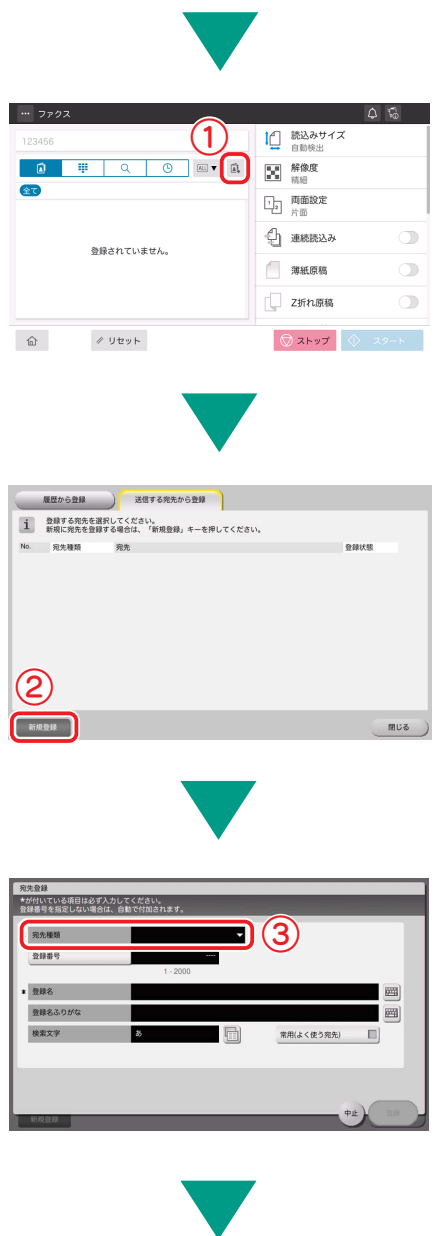 … ファクス
123456
①
ALL ▼
全て
登録されていません。
読込みサイズ
自動検出
解像度
精細
両面設定
片面
連続読込み
薄紙原稿
Z折れ原稿
リセット
ストップ
スタート
履歴から登録
送信する宛先から登録
登録する宛先を選択してください。
新規に宛先を登録する場合は、「新規登録」キーを押してください。
No. 宛先種類 宛先 登録状態
②
新規登録
閉じる
宛先登録
*が付いている項目は必ず入力してください。
登録番号を指定しない場合は、自動で付加されます。
宛先種類
③
登録番号 ----
1 - 2000
* 登録名
登録名ふりがな
検索文字 あ 常用(よく使う宛先)
中止 登録
新規登録